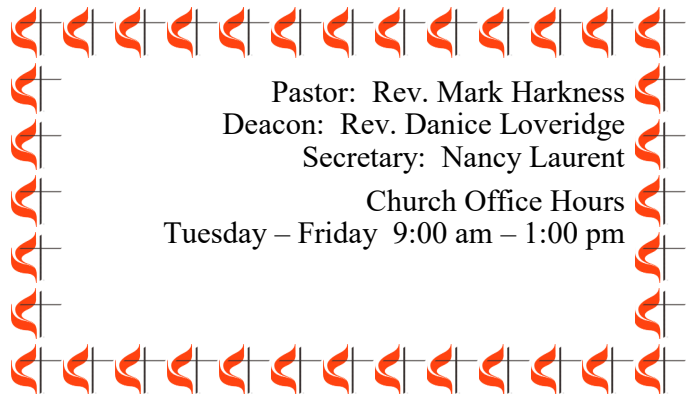 Pastor:  Rev. Mark Harkness
Deacon:  Rev. Danice Loveridge
Secretary:  Nancy Laurent
Church Office Hours
Tuesday – Friday  9:00 am – 1:00 pm